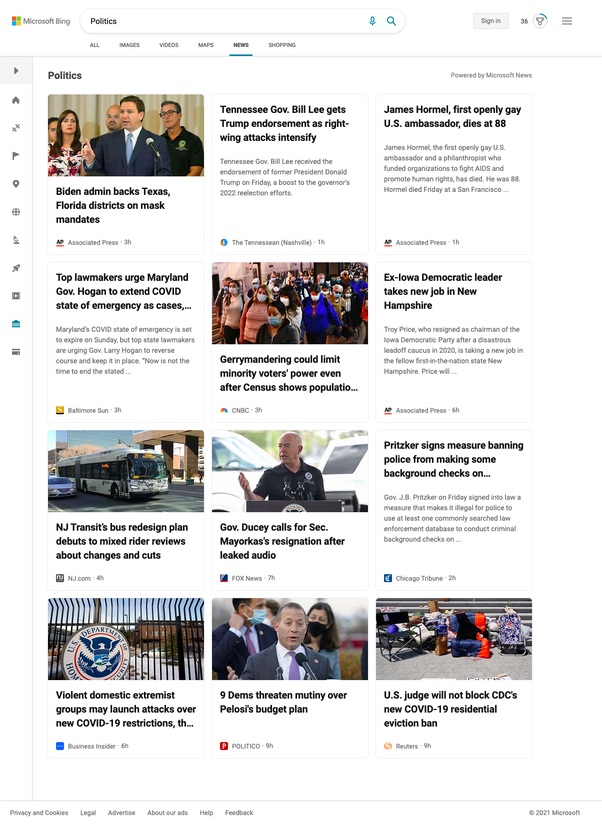 Microsoft Bing
Politics
Sign in
36
ALL
IMAGES
VIDEOS
MAPS
NEWS
SHOPPING
Politics
Powered by Microsoft News
Biden admin backs Texas,
Florida districts on mask
mandates
AP Associated Press · 3h
Tennessee Gov. Bill Lee gets
Trump endorsement as right-
wing attacks intensify
Tennessee Gov. Bill Lee received the
endorsement of former President Donald
Trump on Friday, a boost to the governor's
2022 reelection efforts.
The Tennessean (Nashville) · 1h
James Hormel, first openly gay
U.S. ambassador, dies at 88
James Hormel, the first openly gay U.S.
ambassador and a philanthropist who
funded organizations to fight AIDS and
promote human rights, has died. He was 88.
Hormel died Friday at a San Francisco ...
AP Associated Press · 1h
Top lawmakers urge Maryland
Gov. Hogan to extend COVID
state of emergency as cases,...
Maryland's COVID state of emergency is set
to expire on Sunday, but top state lawmakers
are urging Gov. Larry Hogan to reverse
course and keep it in place. "Now is not the
time to end the stated ...
Baltimore Sun · 3h
Gerrymandering could limit
minority voters' power even
after Census shows populatio...
CNBC · 3h
Ex-Iowa Democratic leader
takes new job in New
Hampshire
Troy Price, who resigned as chairman of the
Iowa Democratic Party after a disastrous
leadoff caucus in 2020, is taking a new job in
the fellow first-in-the-nation state New
Hampshire. Price will ...
AP Associated Press · 6h
NJ Transit's bus redesign plan
debuts to mixed rider reviews
about changes and cuts
NJ.com · 4h
Gov. Ducey calls for Sec.
Mayorkas's resignation after
leaked audio
FOX News · 7h
Pritzker signs measure banning
police from making some
background checks on...
Gov. J.B. Pritzker on Friday signed into law a
measure that makes it illegal for police to
use at least one commonly searched law
enforcement database to conduct criminal
background checks on ...
Chicago Tribune · 2h
Violent domestic extremist
groups may launch attacks over
new COVID-19 restrictions, th...
Business Insider · 6h
9 Dems threaten mutiny over
Pelosi's budget plan
P POLITICO · 9h
U.S. judge will not block CDC's
new COVID-19 residential
eviction ban
Reuters · 9h
Privacy and Cookies
Legal
Advertise
About our ads
Help
Feedback
© 2021 Microsoft